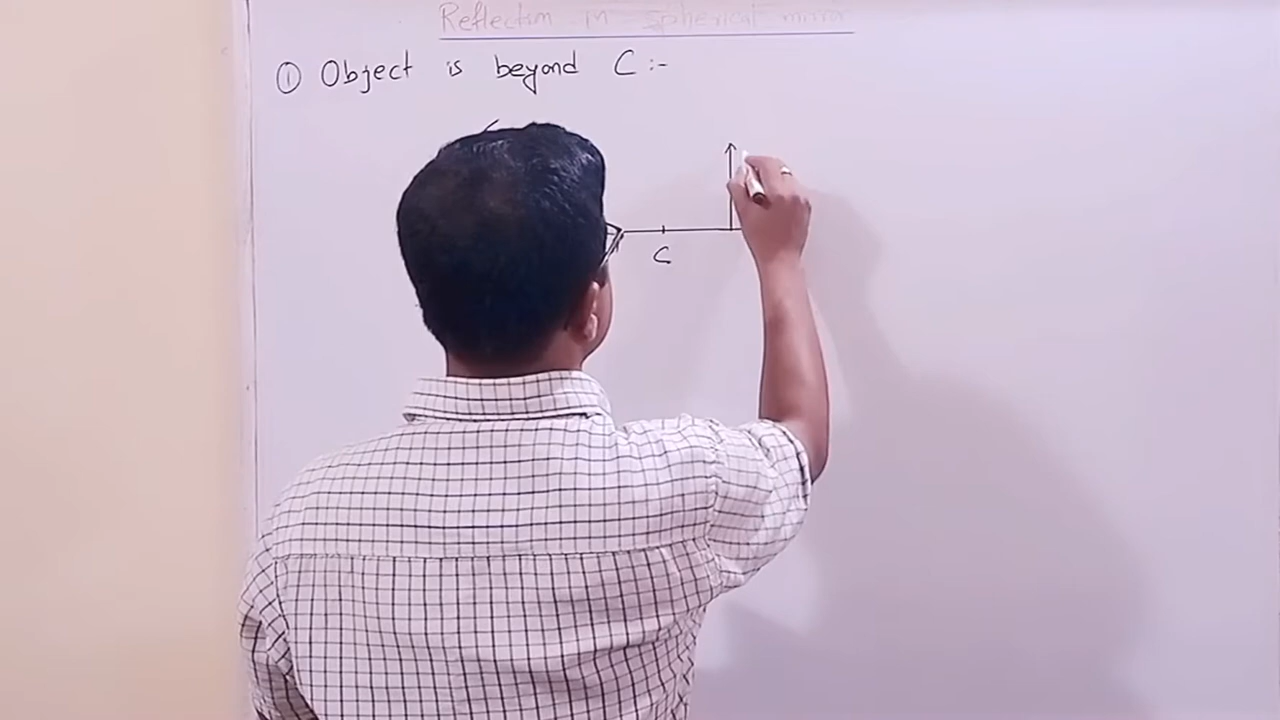 Reflection in spherical mirror
① Object is beyond C :-
C